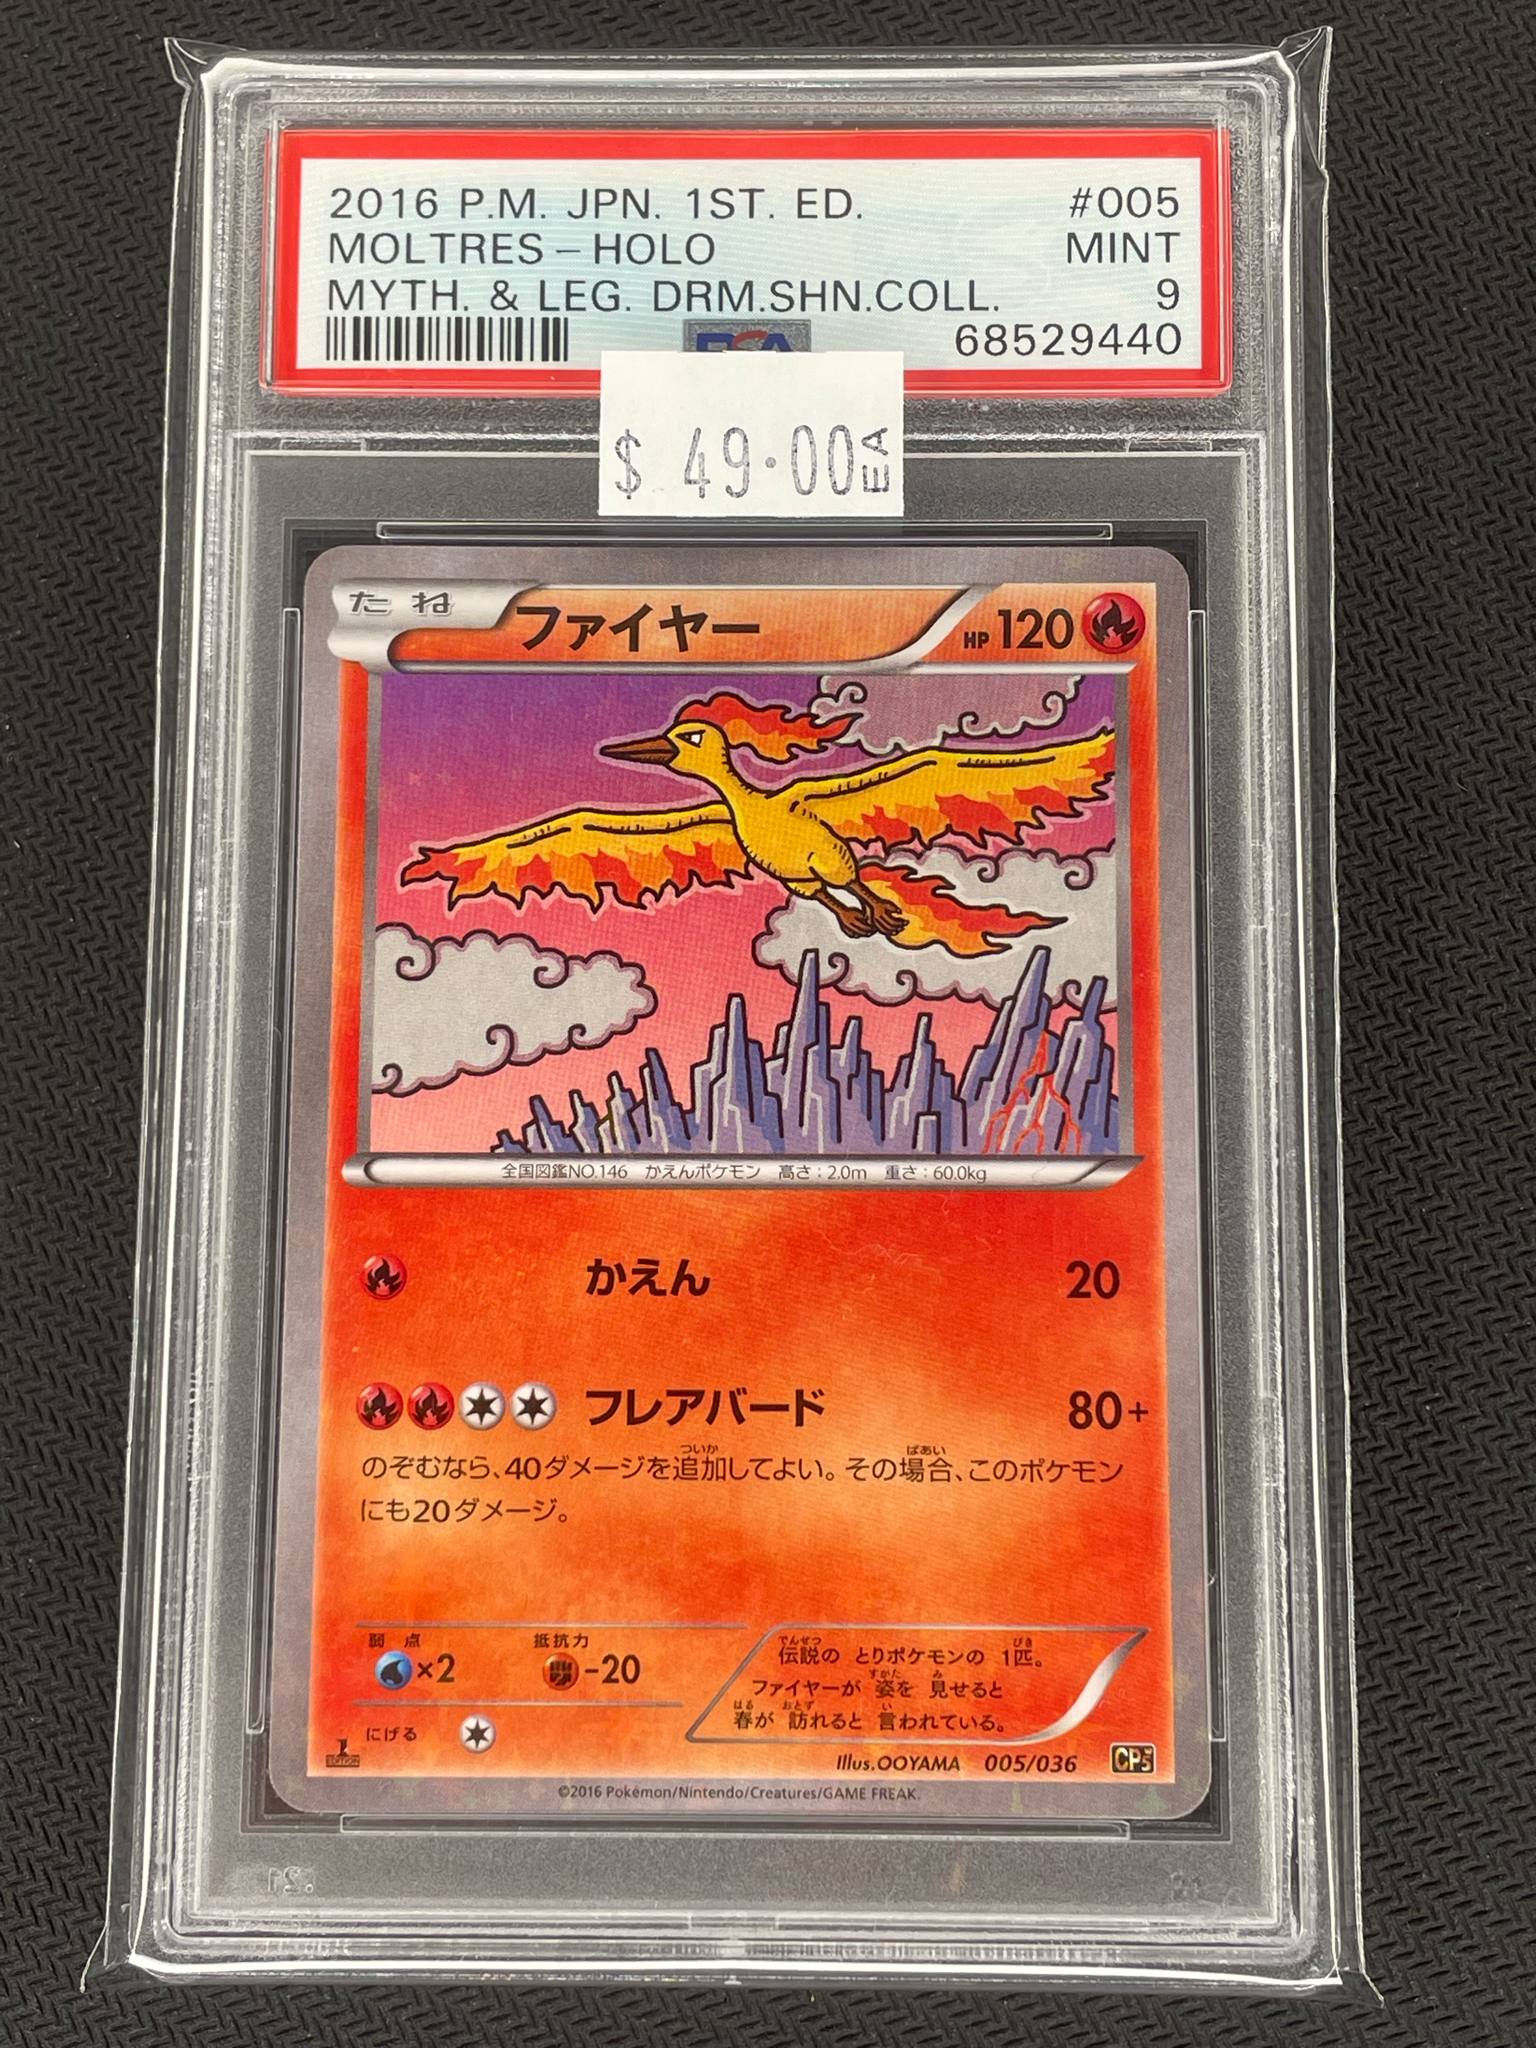 2016 P.M. JPN. 1ST. ED. #005
MOLTRES - HOLO MINT
MYTH. & LEG. DRM.SHN.COLL. 9
PSA 68529440
$ 49.00 EA
たね ファイヤー HP 120
全国図鑑NO.146 かえんポケモン 高さ:2.0m 重さ:60.0kg
かえん 20
フレアバード 80+
のぞむなら、40ダメージを追加してよい。その場合、このポケモン
にも20ダメージ。
弱点 抵抗力
×2 -20
にげる
伝説の とりポケモンの 1匹。
ファイヤーが 姿を 見せると
春が 訪れると 言われている。
1 EDITION Illus.OOYAMA 005/036 CP5
©2016 Pokémon/Nintendo/Creatures/GAME FREAK.